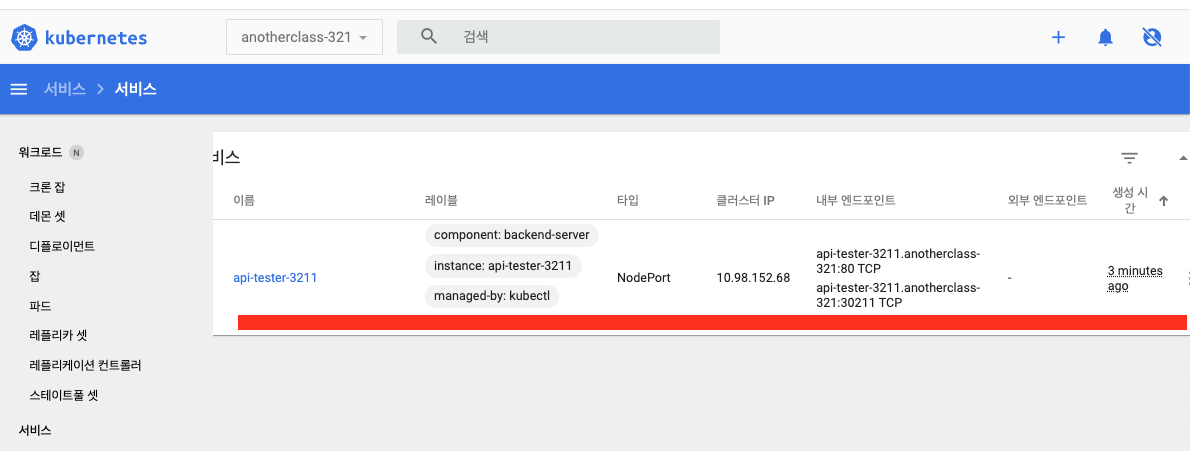 kubernetes
anotherclass-321
검색
서비스 > 서비스
워크로드 N
크론 잡
데몬 셋
디플로이먼트
잡
파드
레플리카 셋
레플리케이션 컨트롤러
스테이트풀 셋
서비스
비스
이름 레이블 타입 클러스터 IP 내부 엔드포인트 외부 엔드포인트 생성 시
간
component: backend-server
instance: api-tester-3211
managed-by: kubectl
api-tester-3211
NodePort
10.98.152.68
api-tester-3211.anotherclass-
321:80 TCP
api-tester-3211.anotherclass-
321:30211 TCP
-
3 minutes
ago